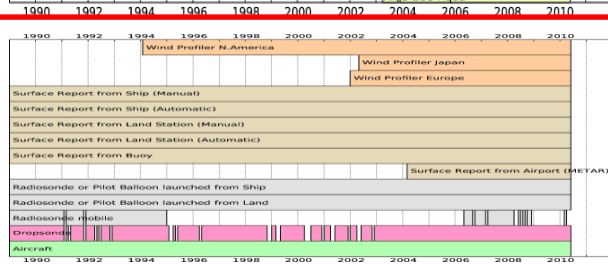 1990 1992 1994 1996 1998 2000 2002 2004 2006 2008 2010
1990 1992 1994 1996 1998 2000 2002 2004 2006 2008 2010
Wind Profiler N.America
Wind Profiler Japan
Wind Profiler Europe
Surface Report from Ship (Manual)
Surface Report from Ship (Automatic)
Surface Report from Land Station (Manual)
Surface Report from Land Station (Automatic)
Surface Report from Buoy
Surface Report from Airport (METAR)
Radiosonde or Pilot Balloon launched from Ship
Radiosonde or Pilot Balloon launched from Land
Radiosonde mobile
Dropsonde
Aircraft
1990 1992 1994 1996 1998 2000 2002 2004 2006 2008 2010